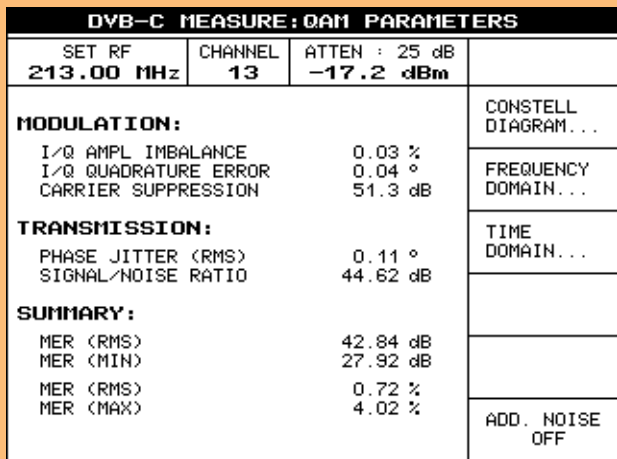 DVB-C MEASURE:QAM PARAMETERS
SET RF
213.00 MHz
CHANNEL
13
ATTEN : 25 dB
-17.2 dBm
MODULATION:
I/Q AMPL IMBALANCE 0.03 %
I/Q QUADRATURE ERROR 0.04 °
CARRIER SUPPRESSION 51.3 dB
TRANSMISSION:
PHASE JITTER (RMS) 0.11 °
SIGNAL/NOISE RATIO 44.62 dB
SUMMARY:
MER (RMS) 42.84 dB
MER (MIN) 27.92 dB
MER (RMS) 0.72 %
MER (MAX) 4.02 %
CONSTELL
DIAGRAM...
FREQUENCY
DOMAIN...
TIME
DOMAIN...
ADD. NOISE
OFF